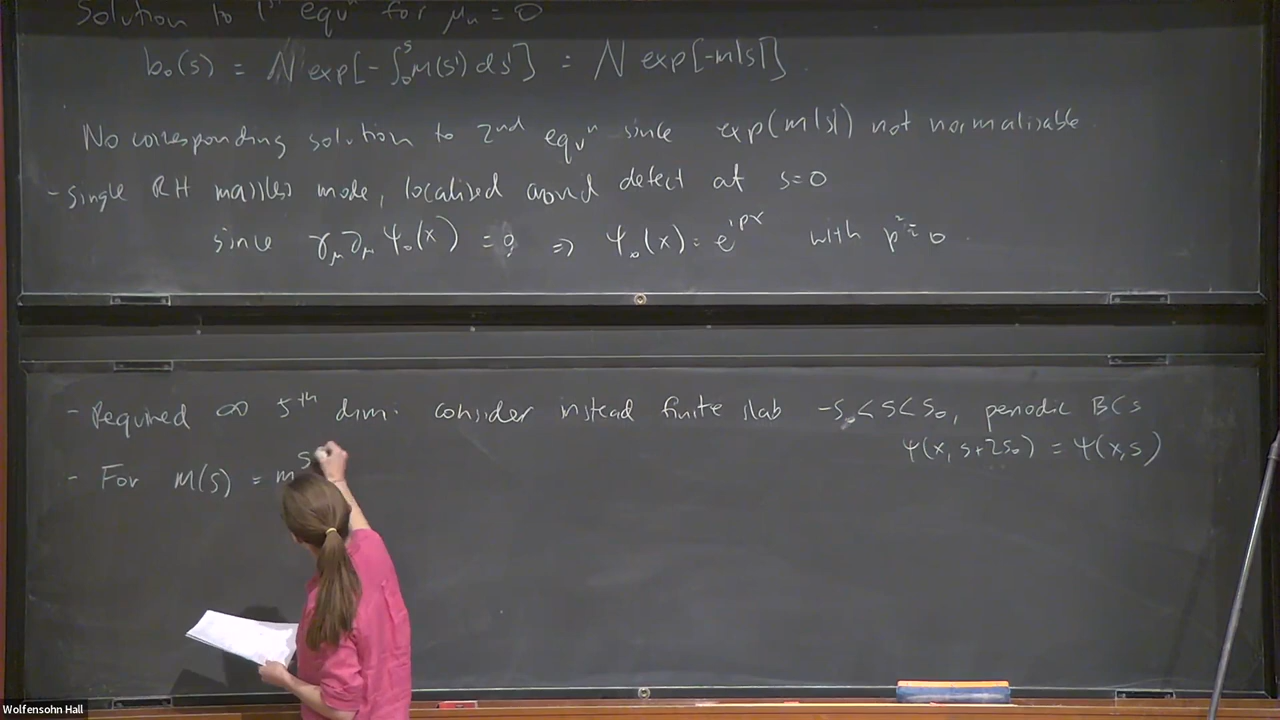 Solution to 1st equⁿ for μₙ = 0
b₀(s) = N exp[-∫₀ˢ m(s') ds'] = N exp[-m|s|]
No corresponding solution to 2nd equⁿ since exp(m|s|) not normalisable
- Single RH massless mode, localised around defect at s=0
since γ_μ ∂_μ ψ₀(x) = 0 ⇒ ψ₀(x) = e^{ipx} with p² = 0
- Required ∞ 5th dim. consider instead finite slab -s₀ < s < s₀, periodic BCs
ψ(x, s+2s₀) = ψ(x,s)
- For m(s) = m s
Wolfensohn Hall